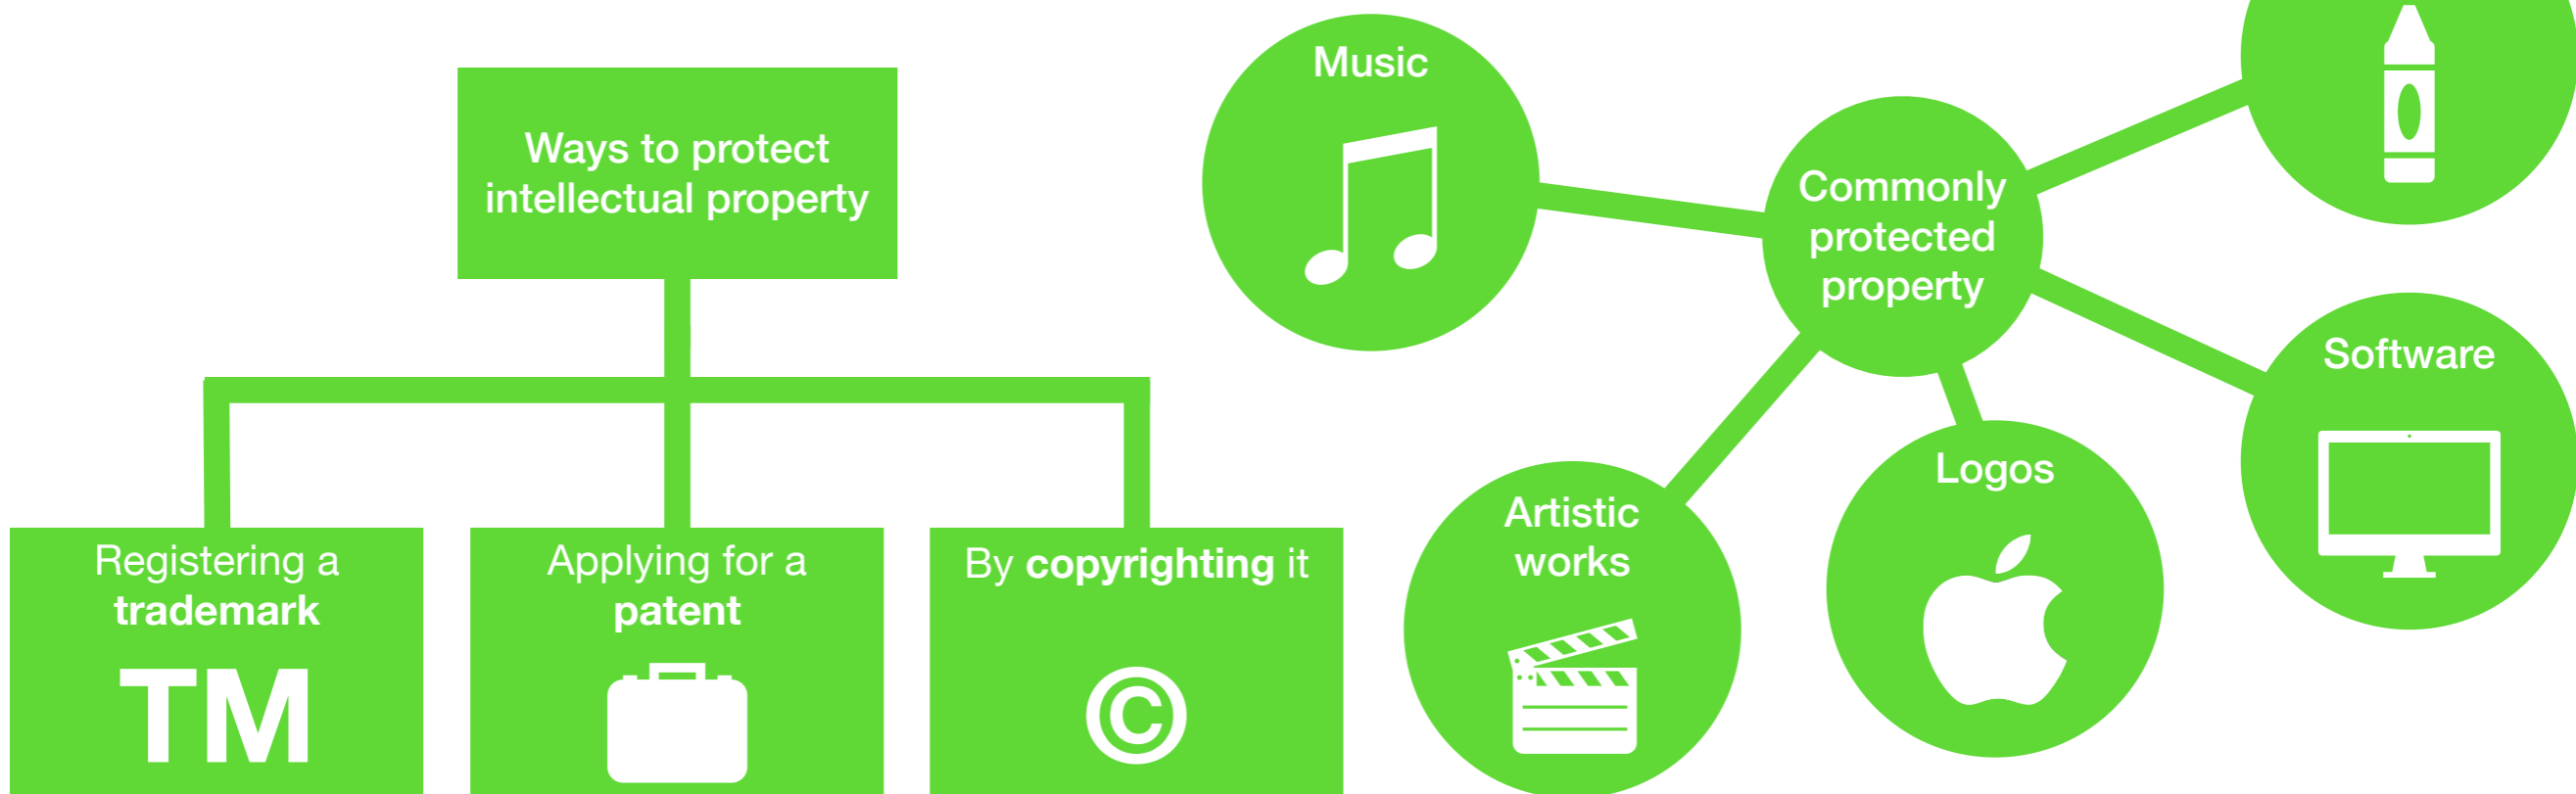 Ways to protect
intellectual property
Registering a
trademark
TM
Applying for a
patent
By copyrighting it
©
Music
Commonly
protected
property
Software
Logos
Artistic
works